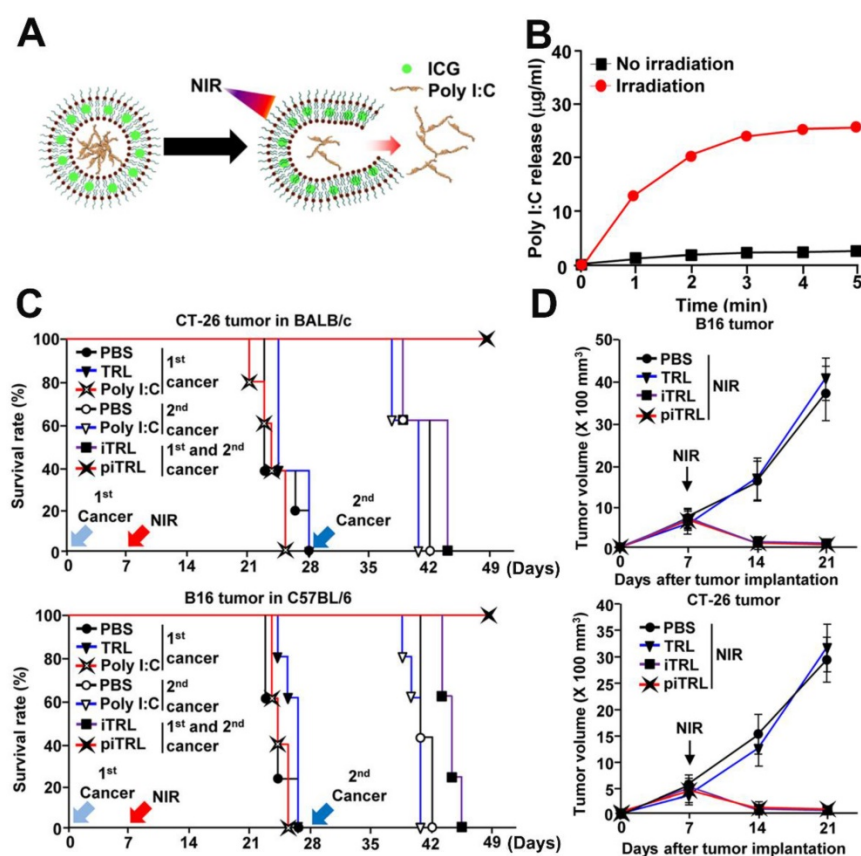 A
NIR
ICG
Poly I:C
B
Poly I:C release (µg/ml)
40
30
20
10
0
No irradiation
Irradiation
0 1 2 3 4 5
Time (min)
C
CT-26 tumor in BALB/c
Survival rate (%)
100
80
60
40
20
0
PBS
TRL
Poly I:C
1st cancer
PBS
Poly I:C
2nd cancer
iTRL
piTRL
1st and 2nd cancer
1st Cancer
NIR
2nd Cancer
0 7 14 21 28 35 42 49 (Days)
B16 tumor in C57BL/6
Survival rate (%)
100
80
60
40
20
0
PBS
TRL
Poly I:C
1st cancer
PBS
Poly I:C
2nd cancer
iTRL
piTRL
1st and 2nd cancer
1st Cancer
NIR
2nd Cancer
0 7 14 21 28 35 42 49 (Days)
D
B16 tumor
Tumor volume (X 100 mm3)
50
40
30
20
10
0
PBS
TRL
iTRL
piTRL
NIR
NIR
0 7 14 21
Days after tumor implantation
CT-26 tumor
Tumor volume (X 100 mm3)
40
35
30
25
20
15
10
5
0
PBS
TRL
iTRL
piTRL
NIR
NIR
0 7 14 21
Days after tumor implantation